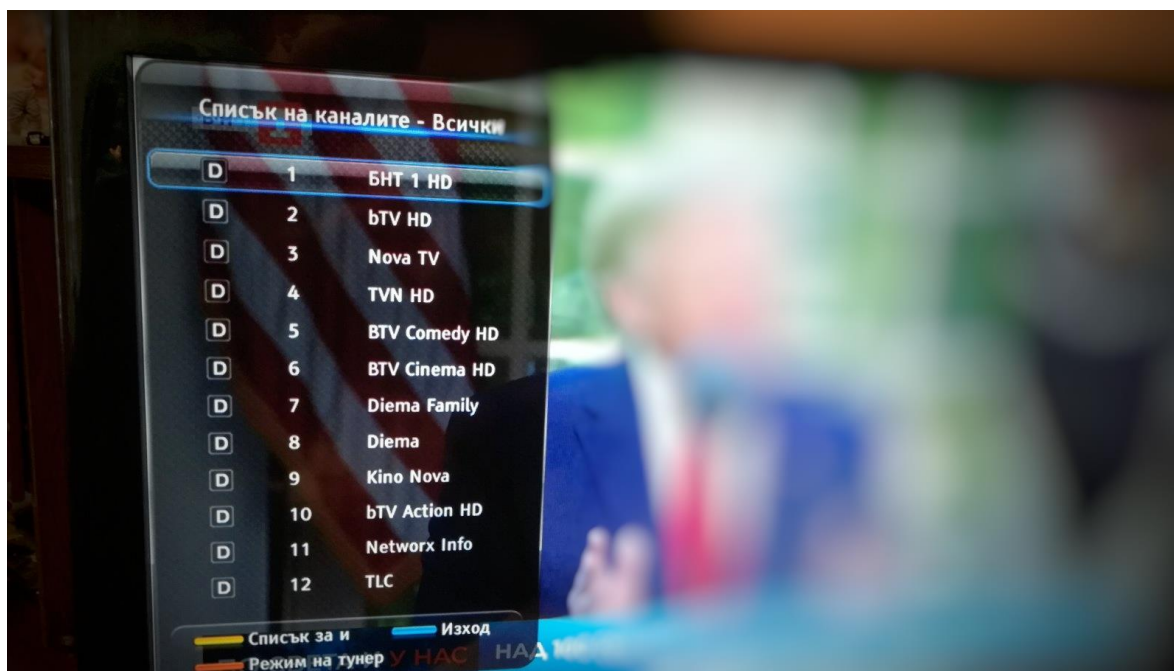 Списък на каналите - Всички
D 1 БНТ 1 HD
D 2 bTV HD
D 3 Nova TV
D 4 TVN HD
D 5 BTV Comedy HD
D 6 BTV Cinema HD
D 7 Diema Family
D 8 Diema
D 9 Kino Nova
D 10 bTV Action HD
D 11 Networx Info
D 12 TLC
Списък за и Изход
Режим на тунер У НАС НАД